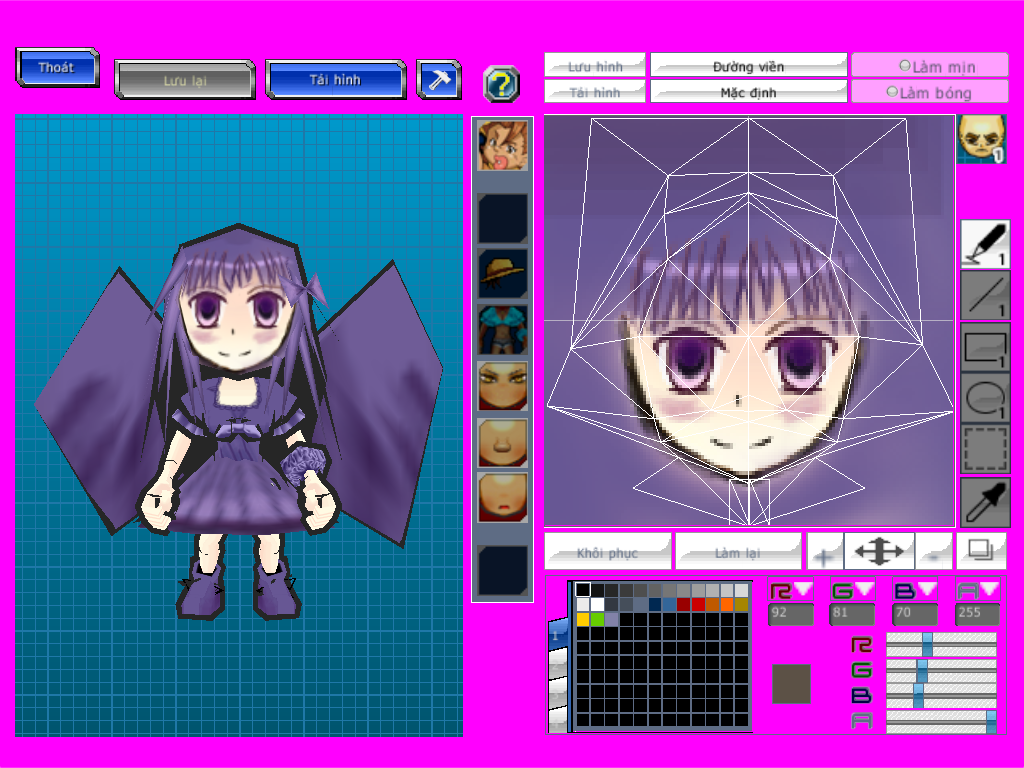 Thoát
Lưu lại
Tải hình
?
Lưu hình
Đường viền
Làm mịn
Tải hình
Mặc định
Làm bóng
1
1
1
1
1
Khôi phục
Làm lại
+
-
R
G
B
A
92
81
70
255
1
R
G
B
A